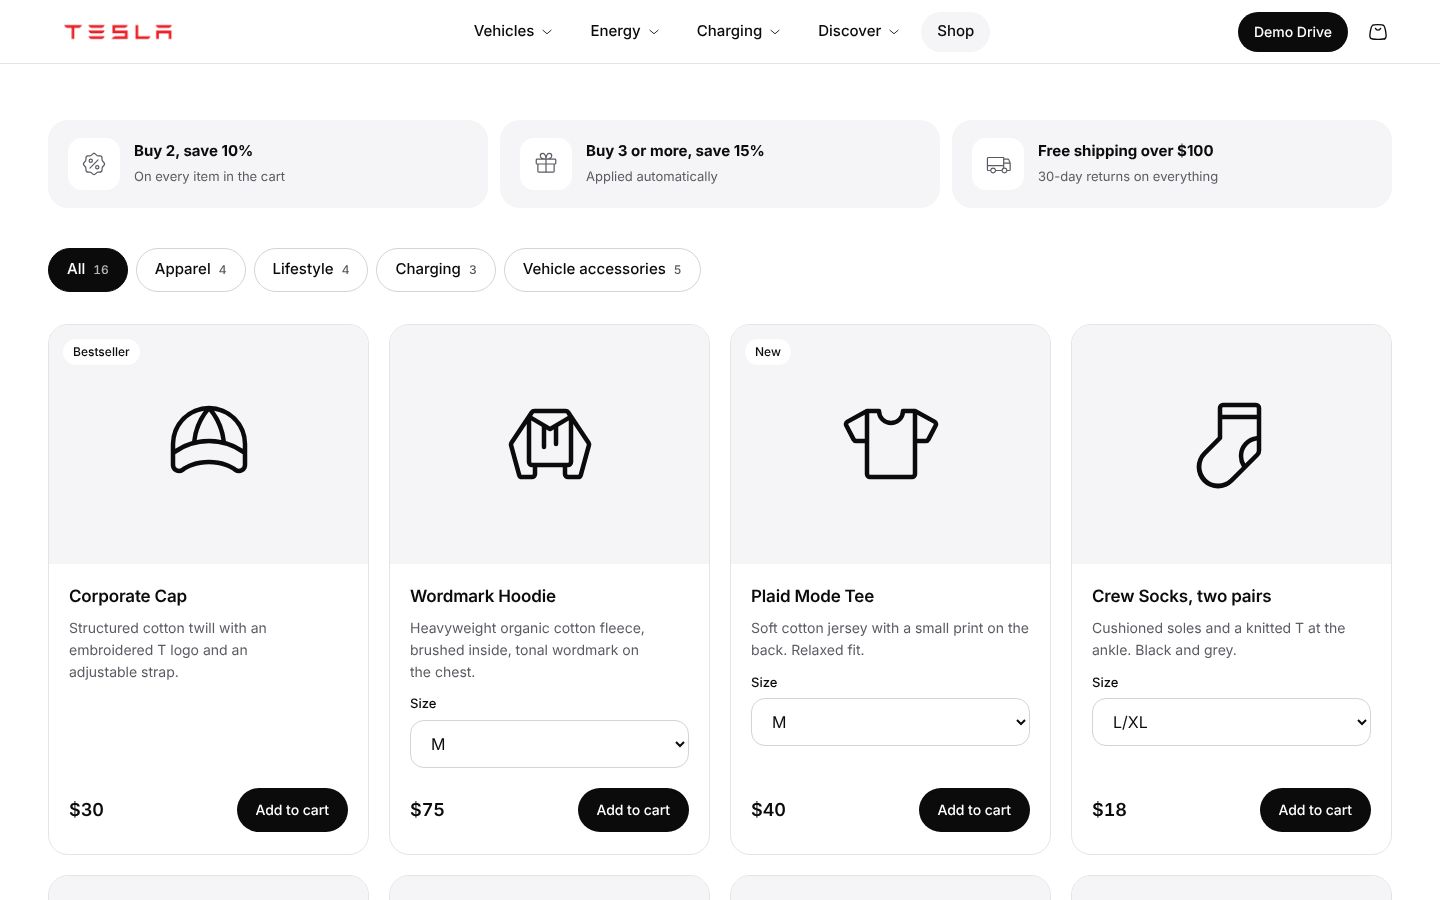 TESLA
Vehicles
Energy
Charging
Discover
Shop
Demo Drive
Buy 2, save 10%
On every item in the cart
Buy 3 or more, save 15%
Applied automatically
Free shipping over $100
30-day returns on everything
All 16
Apparel 4
Lifestyle 4
Charging 3
Vehicle accessories 5
Bestseller
New
Corporate Cap
Structured cotton twill with an
embroidered T logo and an
adjustable strap.
$30
Add to cart
Wordmark Hoodie
Heavyweight organic cotton fleece,
brushed inside, tonal wordmark on
the chest.
Size
M
$75
Add to cart
Plaid Mode Tee
Soft cotton jersey with a small print on the
back. Relaxed fit.
Size
M
$40
Add to cart
Crew Socks, two pairs
Cushioned soles and a knitted T at the
ankle. Black and grey.
Size
L/XL
$18
Add to cart